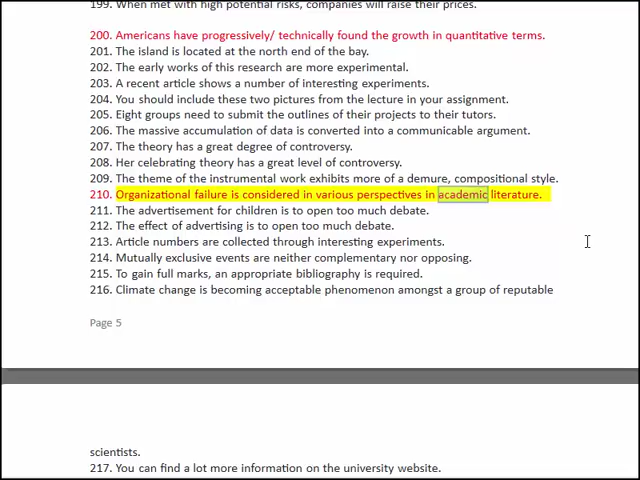 199. When met with high potential risks, companies will raise their prices.
200. Americans have progressively/ technically found the growth in quantitative terms.
201. The island is located at the north end of the bay.
202. The early works of this research are more experimental.
203. A recent article shows a number of interesting experiments.
204. You should include these two pictures from the lecture in your assignment.
205. Eight groups need to submit the outlines of their projects to their tutors.
206. The massive accumulation of data is converted into a communicable argument.
207. The theory has a great degree of controversy.
208. Her celebrating theory has a great level of controversy.
209. The theme of the instrumental work exhibits more of a demure, compositional style.
210. Organizational failure is considered in various perspectives in academic literature.
211. The advertisement for children is to open too much debate.
212. The effect of advertising is to open too much debate.
213. Article numbers are collected through interesting experiments.
214. Mutually exclusive events are neither complementary nor opposing.
215. To gain full marks, an appropriate bibliography is required.
216. Climate change is becoming acceptable phenomenon amongst a group of reputable
Page 5
scientists.
217. You can find a lot more information on the university website.